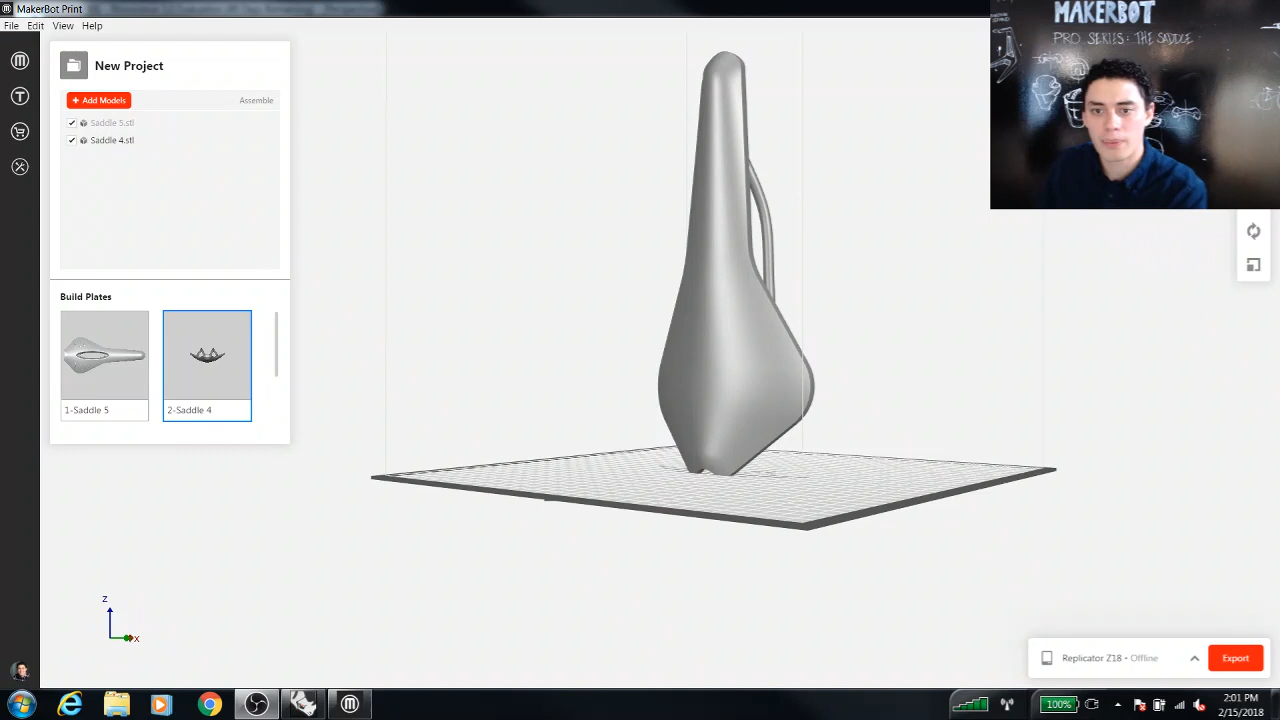 MakerBot Print
File Edit View Help
New Project
+ Add Models
Assemble
Saddle 5.stl
Saddle 4.stl
Build Plates
1-Saddle 5
2-Saddle 4
MAKERBOT
PRO SERIES: THE SADDLE
z
x
Replicator Z18 • Offline
Export
100%
2:01 PM
2/15/2018